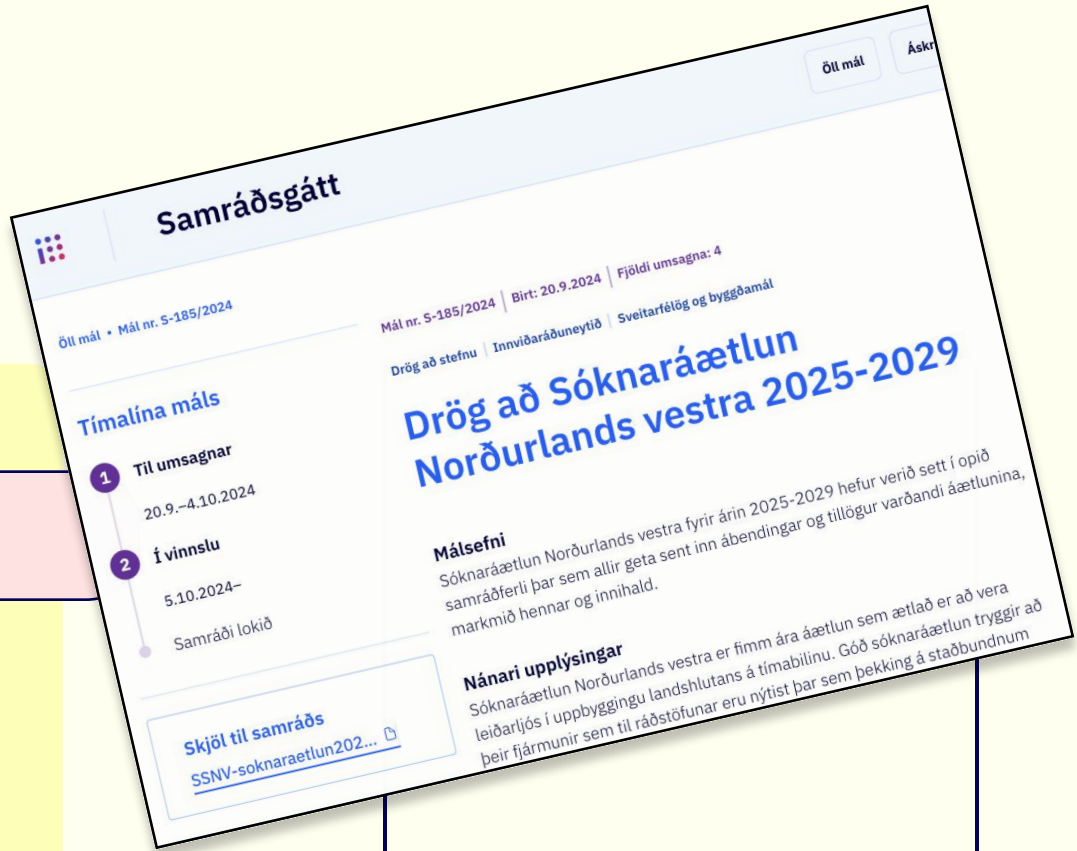 Öll mál
Samráðsgátt
Öll mál • Mál nr. S-185/2024
Tímalína máls
1 Til umsagnar
20.9.–4.10.2024
2 Í vinnslu
5.10.2024–
Samráði lokið
Skjöl til samráðs
SSNV-soknaraetlun202...
Mál nr. S-185/2024 | Birt: 20.9.2024 | Fjöldi umsagna: 4
Drög að stefnu | Innviðaráðuneytið | Sveitarfélög og byggðamál
Drög að Sóknaráætlun
Norðurlands vestra 2025-2029
Málsefni
Sóknaráætlun Norðurlands vestra fyrir árin 2025-2029 hefur verið sett í opið
samráðferli þar sem allir geta sent inn ábendingar og tillögur varðandi áætlunina,
markmið hennar og innihald.
Nánari upplýsingar
Sóknaráætlun Norðurlands vestra er fimm ára áætlun sem ætlað er að vera
leiðarljós í uppbyggingu landshlutans á tímabilinu. Góð sóknaráætlun tryggir að
þeir fjármunir sem til ráðstöfunar eru nýtist þar sem þekking á staðbundnum